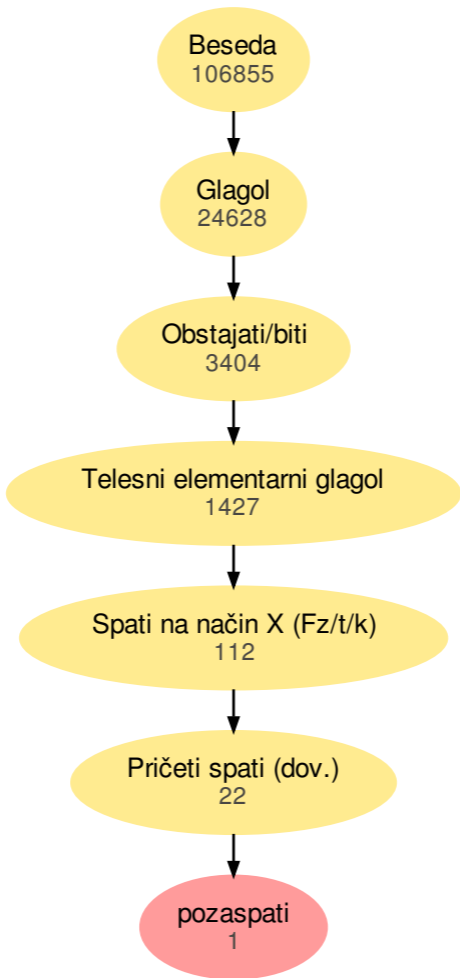 Beseda
106855
Glagol
24628
Obstajati/biti
3404
Telesni elementarni glagol
1427
Spati na način X (Fz/t/k)
112
Pričeti spati (dov.)
22
pozaspati
1